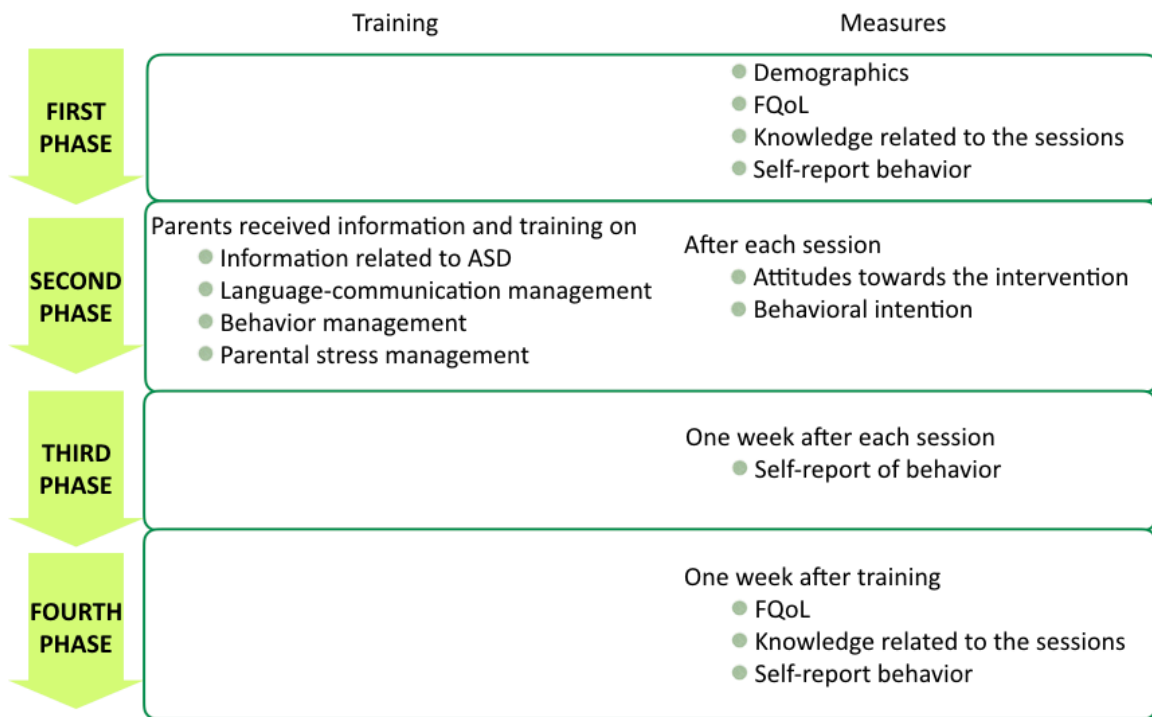 Training
Measures
FIRST
PHASE
Demographics
FQoL
Knowledge related to the sessions
Self-report behavior
SECOND
PHASE
Parents received information and training on
Information related to ASD
Language-communication management
Behavior management
Parental stress management
After each session
Attitudes towards the intervention
Behavioral intention
THIRD
PHASE
One week after each session
Self-report of behavior
FOURTH
PHASE
One week after training
FQoL
Knowledge related to the sessions
Self-report behavior